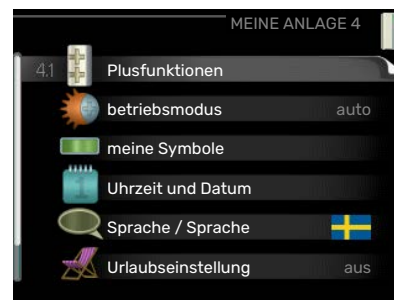 MEINE ANLAGE 4
4.1 Plusfunktionen
betriebsmodus auto
meine Symbole
Uhrzeit und Datum
Sprache / Sprache
Urlaubseinstellung aus